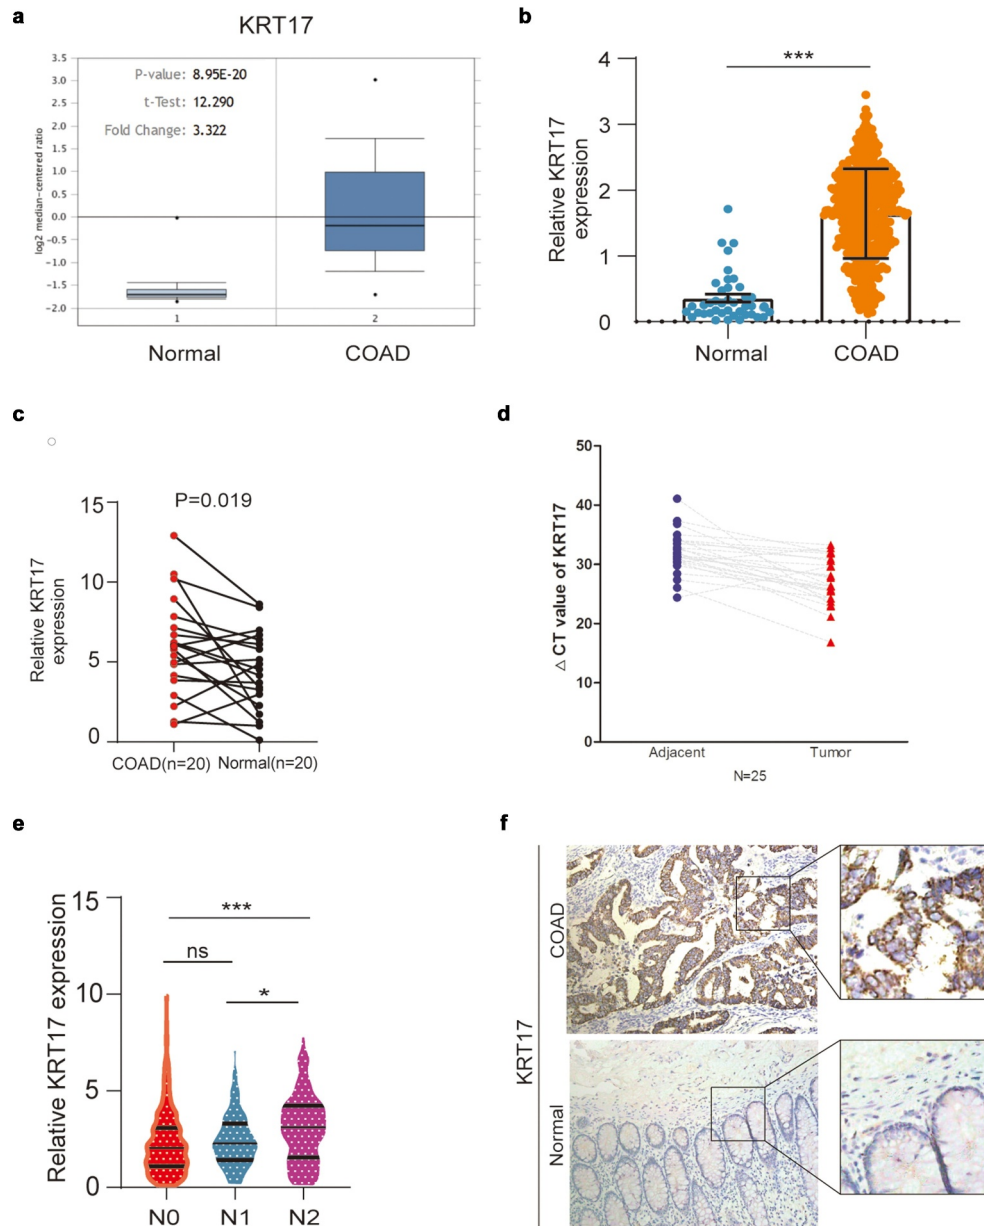 a
KRT17
3.5
3.0
2.5
2.0
1.5
1.0
0.5
0.0
−0.5
−1.0
−1.5
−2.0
log2 median-centered ratio
P-value: 8.95E-20
t-Test: 12.290
Fold Change: 3.322
1
2
Normal
COAD
b
Relative KRT17
expression
4
3
2
1
0
***
Normal
COAD
c
Relative KRT17
expression
15
10
5
0
P=0.019
COAD(n=20)
Normal(n=20)
d
△ CT value of KRT17
50
40
30
20
10
0
Adjacent
Tumor
N=25
e
Relative KRT17 expression
15
10
5
0
***
ns
*
N0
N1
N2
f
KRT17
COAD
Normal